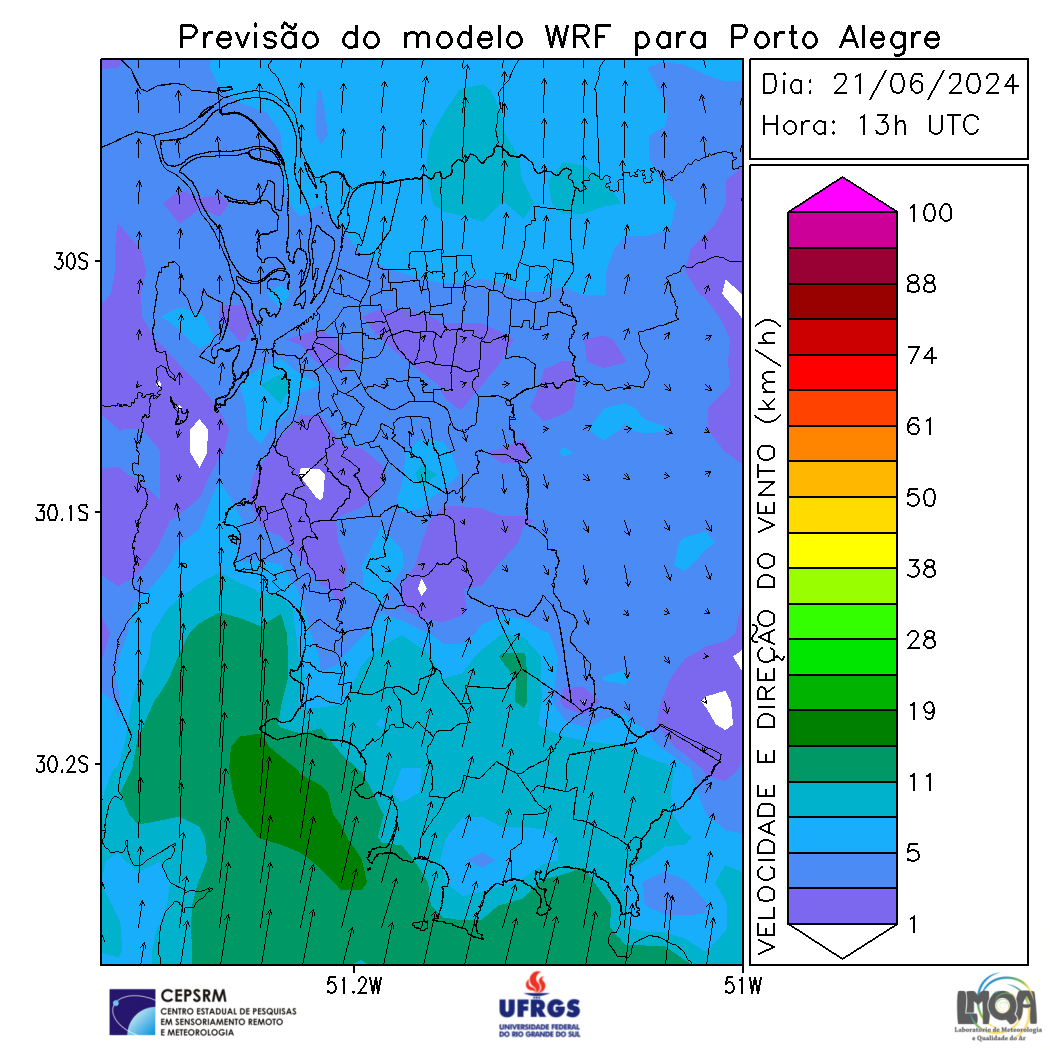 Previsão do modelo WRF para Porto Alegre
Dia: 21/06/2024
Hora: 13h UTC
30S
30.1S
30.2S
51.2W
51W
VELOCIDADE E DIREÇÃO DO VENTO (km/h)
100
88
74
61
50
38
28
19
11
5
1
CEPSRM
CENTRO ESTADUAL DE PESQUISAS
EM SENSORIAMENTO REMOTO
E METEOROLOGIA
UFRGS
UNIVERSIDADE FEDERAL
DO RIO GRANDE DO SUL
LMQA
Laboratório de Meteorologia
e Qualidade do Ar